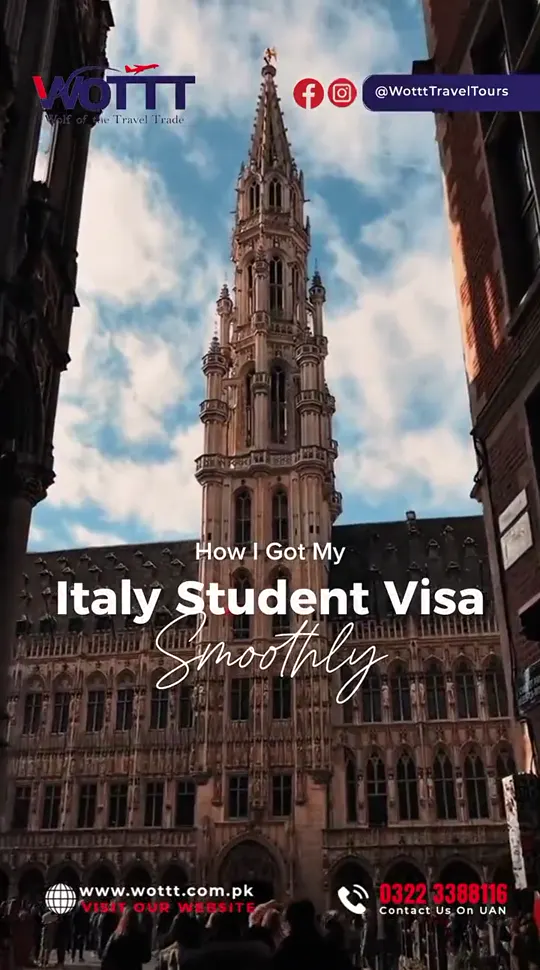 WOTTT
Wolf of the Travel Trade
@WotttTravelTours
How I Got My
Italy Student Visa
Smoothly
www.wottt.com.pk
VISIT OUR WEBSITE
0322 3388116
Contact Us On UAN